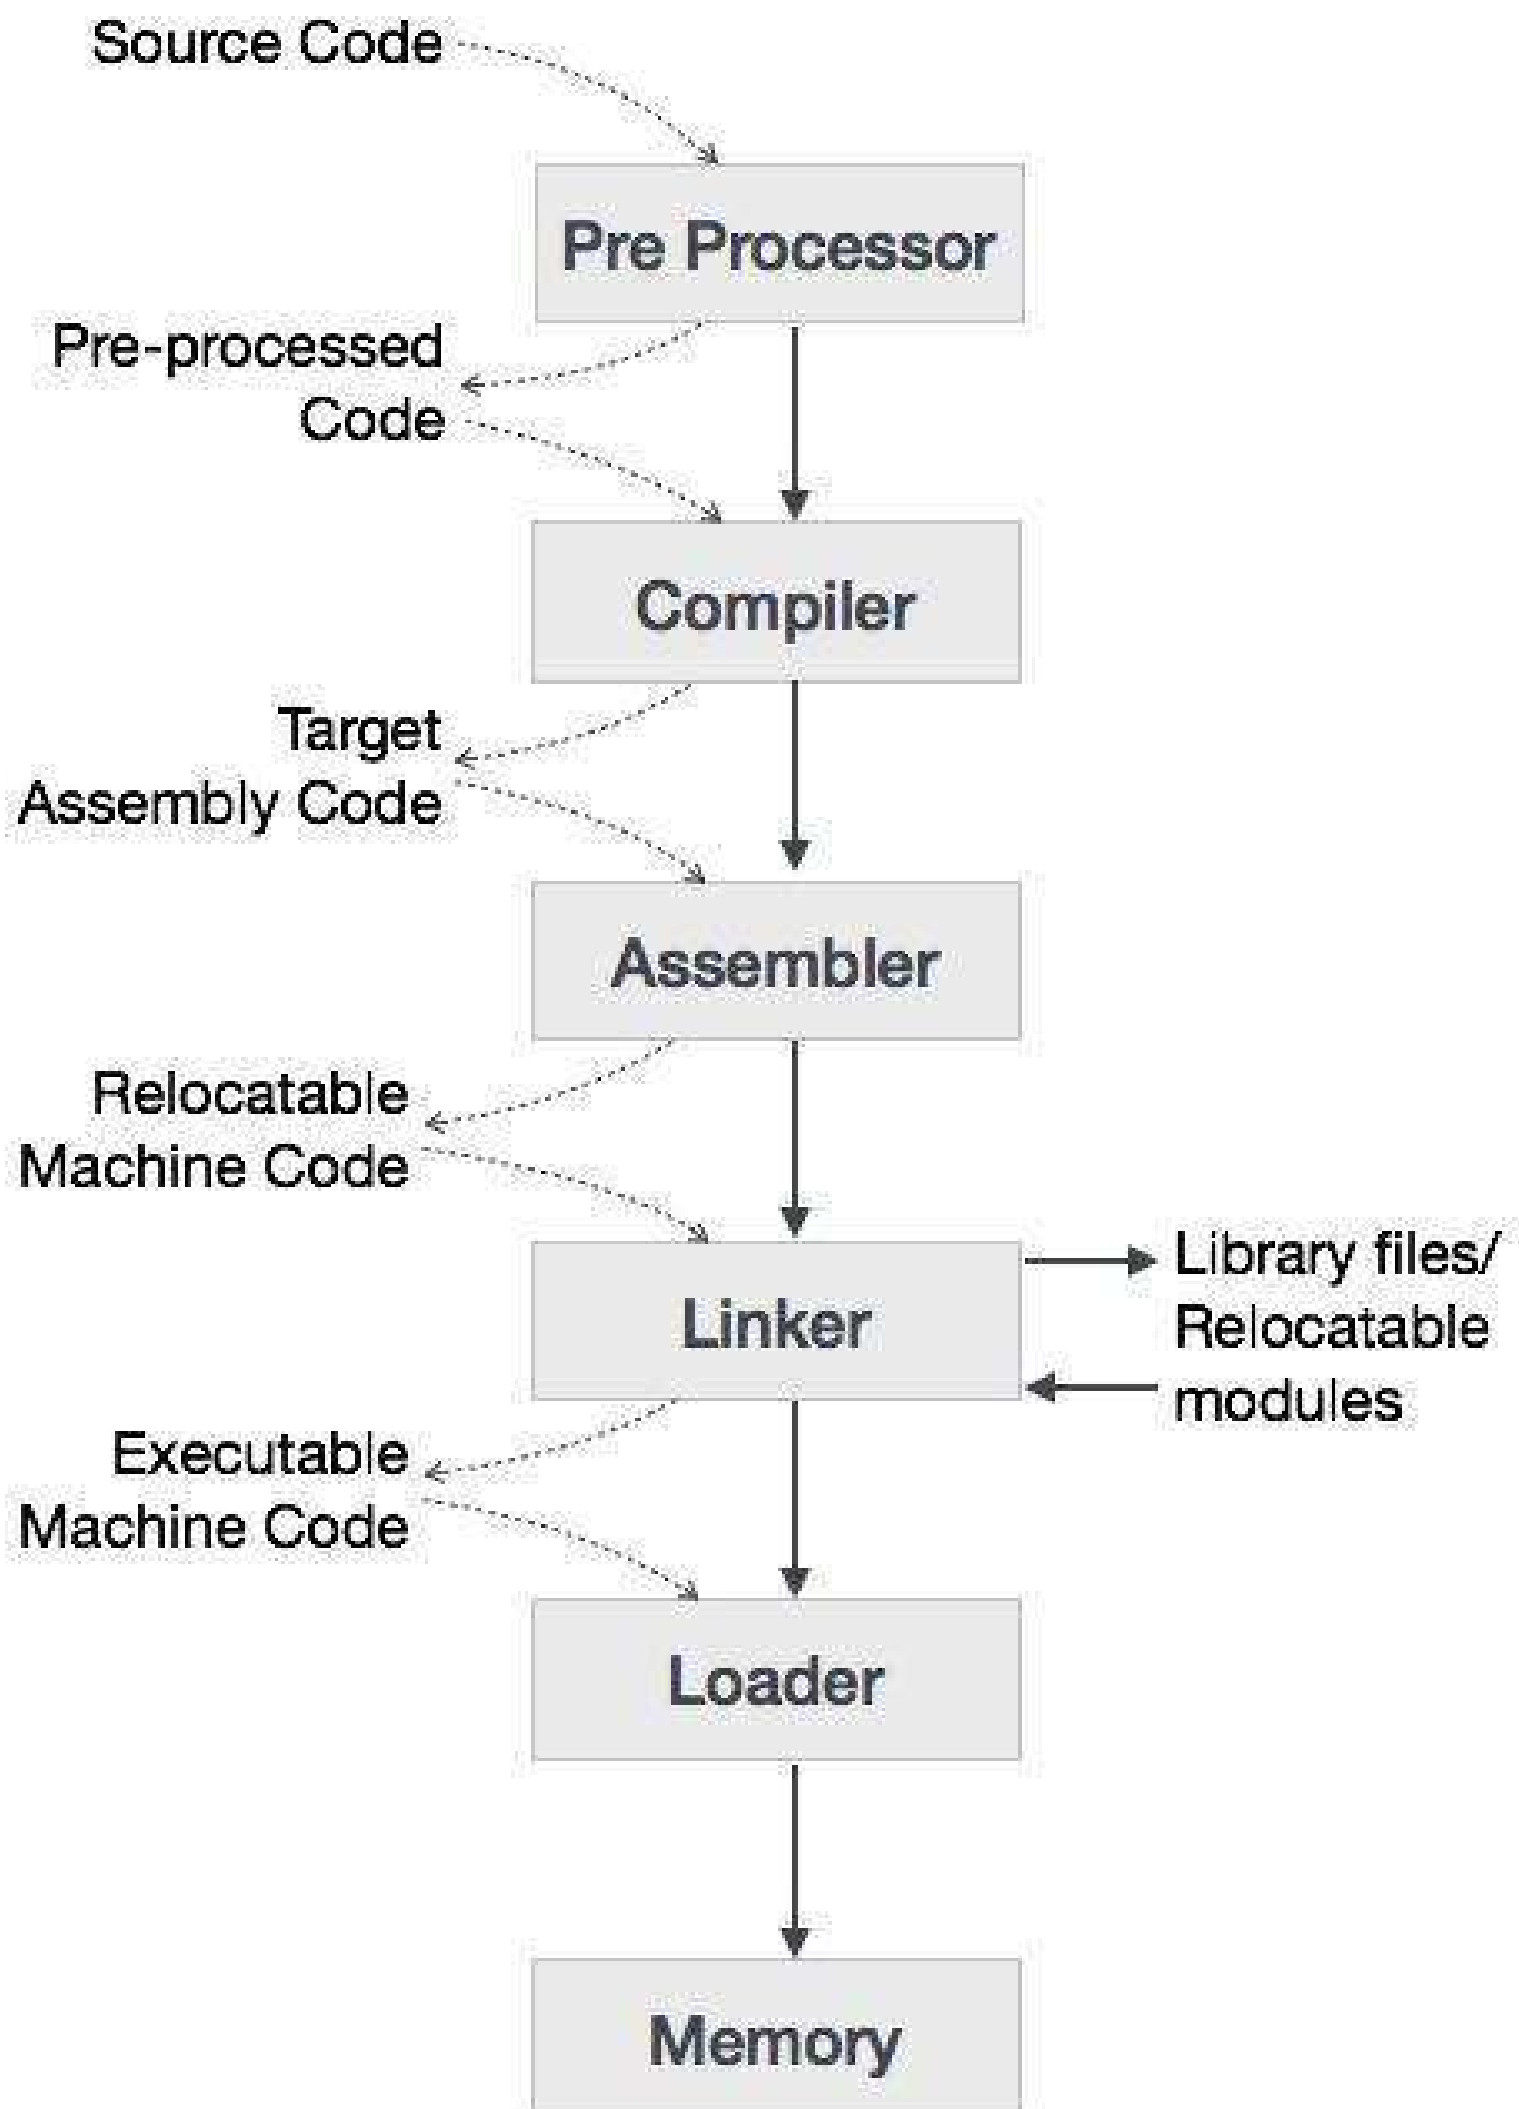 Source Code
Pre Processor
Pre-processed
Code
Compiler
Target
Assembly Code
Assembler
Relocatable
Machine Code
Linker
Library files/
Relocatable
modules
Executable
Machine Code
Loader
Memory